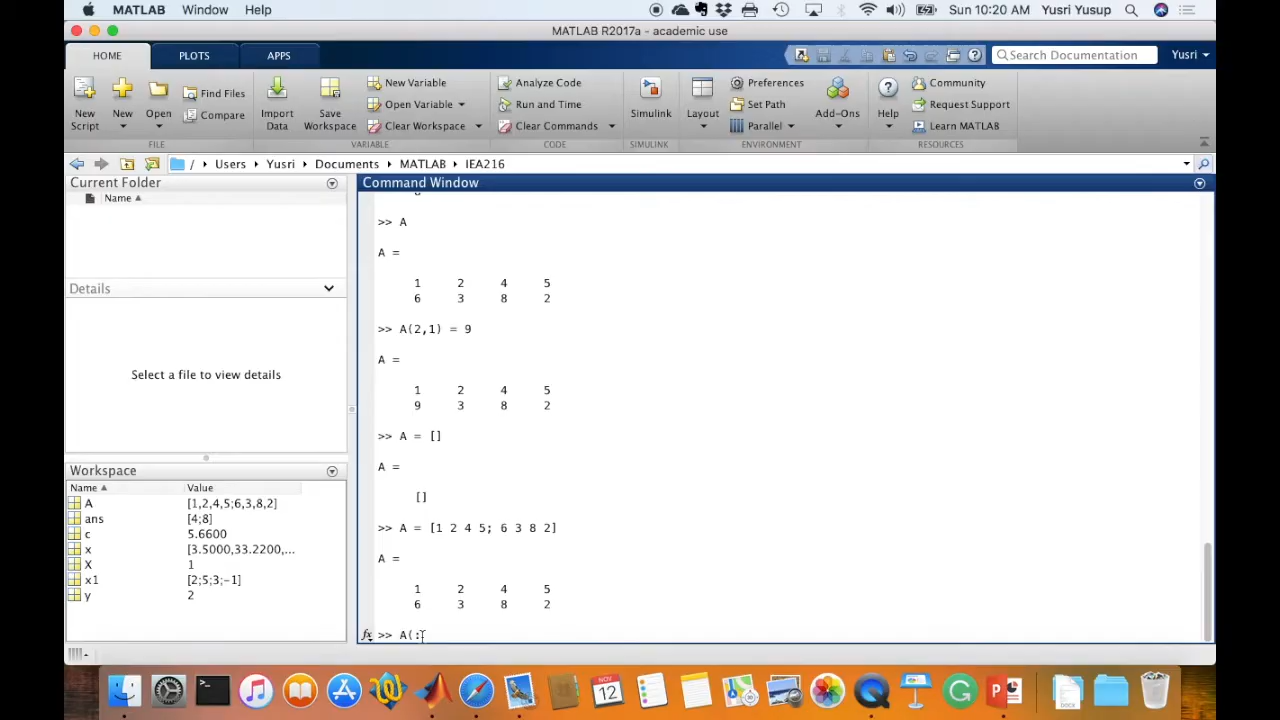 MATLAB Window Help Sun 10:20 AM Yusri Yusup
MATLAB R2017a - academic use
HOME PLOTS APPS Search Documentation Yusri
New Script New Open Find Files Compare Import Data Save Workspace New Variable Open Variable Clear Workspace Analyze Code Run and Time Clear Commands Simulink Layout Preferences Set Path Parallel Add-Ons Help Community Request Support Learn MATLAB
FILE VARIABLE CODE SIMULINK ENVIRONMENT RESOURCES
/ Users Yusri Documents MATLAB IEA216
Current Folder
Name
Details
Select a file to view details
Workspace
Name Value
A [1,2,4,5;6,3,8,2]
ans [4;8]
c 5.6600
x [3.5000,33.2200,...
X 1
x1 [2;5;3;-1]
y 2
Command Window
>> A
A =
1 2 4 5
6 3 8 2
>> A(2,1) = 9
A =
1 2 4 5
9 3 8 2
>> A = []
A =
[]
>> A = [1 2 4 5; 6 3 8 2]
A =
1 2 4 5
6 3 8 2
fx >> A(:
NOV
12
DOCX